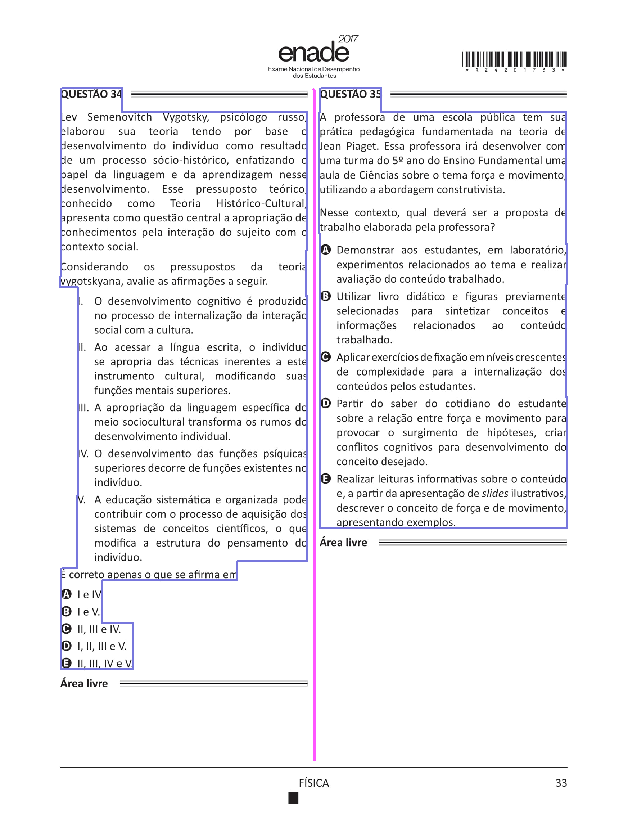 enade 2017
Exame Nacional de Desempenho
dos Estudantes
*R2420173 3*
QUESTÃO 34
Lev Semenovitch Vygotsky, psicólogo russo,
elaborou sua teoria tendo por base o
desenvolvimento do indivíduo como resultado
de um processo sócio-histórico, enfatizando o
papel da linguagem e da aprendizagem nesse
desenvolvimento. Esse pressuposto teórico,
conhecido como Teoria Histórico-Cultural,
apresenta como questão central a apropriação de
conhecimentos pela interação do sujeito com o
contexto social.
Considerando os pressupostos da teoria
vygotskyana, avalie as afirmações a seguir.
I. O desenvolvimento cognitivo é produzido
no processo de internalização da interação
social com a cultura.
II. Ao acessar a língua escrita, o indivíduo
se apropria das técnicas inerentes a este
instrumento cultural, modificando suas
funções mentais superiores.
III. A apropriação da linguagem específica do
meio sociocultural transforma os rumos do
desenvolvimento individual.
IV. O desenvolvimento das funções psíquicas
superiores decorre de funções existentes no
indivíduo.
V. A educação sistemática e organizada pode
contribuir com o processo de aquisição dos
sistemas de conceitos científicos, o que
modifica a estrutura do pensamento do
indivíduo.
É correto apenas o que se afirma em
A I e IV.
B I e V.
C II, III e IV.
D I, II, III e V.
E II, III, IV e V.
Área livre
QUESTÃO 35
A professora de uma escola pública tem sua
prática pedagógica fundamentada na teoria de
Jean Piaget. Essa professora irá desenvolver com
uma turma do 5º ano do Ensino Fundamental uma
aula de Ciências sobre o tema força e movimento,
utilizando a abordagem construtivista.
Nesse contexto, qual deverá ser a proposta de
trabalho elaborada pela professora?
A Demonstrar aos estudantes, em laboratório,
experimentos relacionados ao tema e realizar
avaliação do conteúdo trabalhado.
B Utilizar livro didático e figuras previamente
selecionadas para sintetizar conceitos e
informações relacionados ao conteúdo
trabalhado.
C Aplicar exercícios de fixação em níveis crescentes
de complexidade para a internalização dos
conteúdos pelos estudantes.
D Partir do saber do cotidiano do estudante
sobre a relação entre força e movimento para
provocar o surgimento de hipóteses, criar
conflitos cognitivos para desenvolvimento do
conceito desejado.
E Realizar leituras informativas sobre o conteúdo
e, a partir da apresentação de slides ilustrativos,
descrever o conceito de força e de movimento,
apresentando exemplos.
Área livre
FÍSICA
33